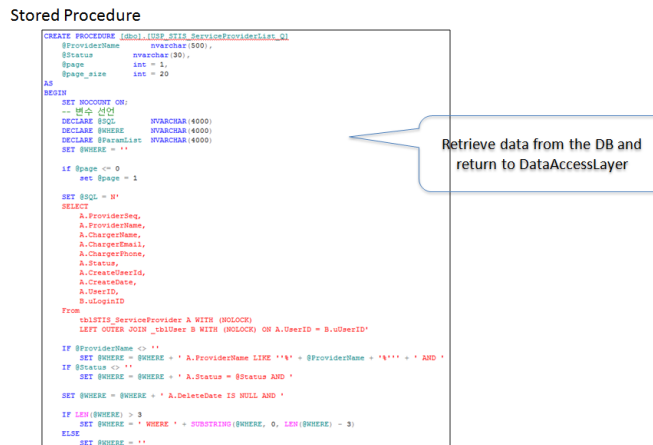 Stored Procedure
CREATE PROCEDURE [dbo].[USP_STIS_ServiceProviderList_Q]
@ProviderName nvarchar(500),
@Status nvarchar(30),
@page int = 1,
@page_size int = 20
AS
BEGIN
SET NOCOUNT ON;
-- 변수 선언
DECLARE @SQL NVARCHAR(4000)
DECLARE @WHERE NVARCHAR(4000)
DECLARE @ParamList NVARCHAR(4000)
SET @WHERE = ''
if @page <= 0
set @page = 1
SET @SQL = N'
SELECT
A.ProviderSeq,
A.ProviderName,
A.ChargerName,
A.ChargerEmail,
A.ChargerPhone,
A.Status,
A.CreateUserId,
A.CreateDate,
A.UserID,
B.uLoginID
From
tblSTIS_ServiceProvider A WITH (NOLOCK)
LEFT OUTER JOIN _tblUser B WITH (NOLOCK) ON A.UserID = B.uUserID'
IF @ProviderName <> ''
SET @WHERE = @WHERE + ' A.ProviderName LIKE ''%' + @ProviderName + '%''' + ' AND '
IF @Status <> ''
SET @WHERE = @WHERE + ' A.Status = @Status AND '
SET @WHERE = @WHERE + ' A.DeleteDate IS NULL AND '
IF LEN(@WHERE) > 3
SET @WHERE = ' WHERE ' + SUBSTRING(@WHERE, 0, LEN(@WHERE) - 3)
ELSE
SET @WHERE = ''
Retrieve data from the DB and
return to DataAccessLayer